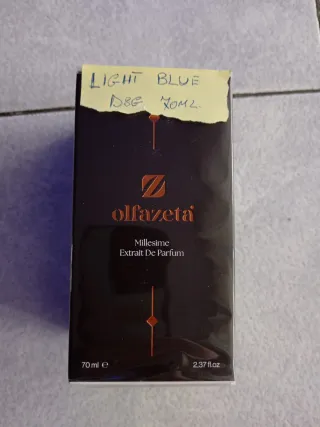 LIGHT BLUE
D&G 70ML
olfazeta
Millesime
Extrait De Parfum
70 ml ℮ 2,37 fl.oz